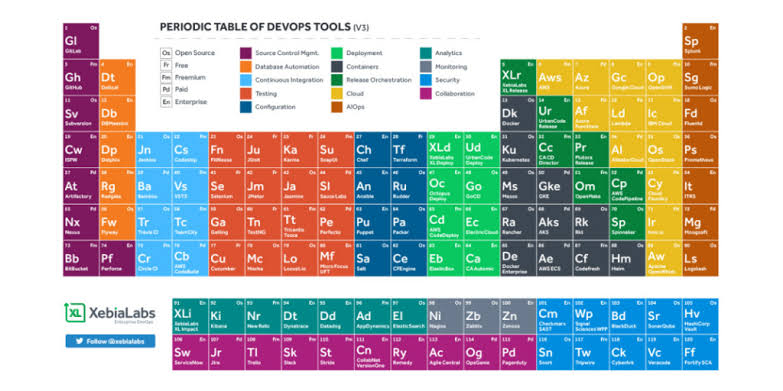 PERIODIC TABLE OF DEVOPS TOOLS (V3)
Os Open Source
Fr Free
Fm Freemium
Pd Paid
En Enterprise
Source Control Mgmt.
Database Automation
Continuous Integration
Testing
Configuration
Deployment
Containers
Release Orchestration
Cloud
AIOps
Analytics
Monitoring
Security
Collaboration
Gl
GitLab
Sp
Splunk
Gh
GitHub
Dt
Datical
XLr
XebiaLabs
XL Release
Aws
AWS
Az
Azure
Gc
Google Cloud
Op
OpenShift
Sg
Sumo Logic
Sv
Subversion
Db
DBMaestro
Dk
Docker
Ur
UrbanCode
Release
Af
Azure
Functions
Ld
Lambda
Ic
IBM Cloud
Fd
Fluentd
Cw
ISPW
Dp
Delphix
Jn
Jenkins
Cs
Codeship
Fn
FitNesse
Ju
JUnit
Ka
Karma
Su
SoapUI
Ch
Chef
Tf
Terraform
XLd
XebiaLabs
XL Deploy
Ud
UrbanCode
Deploy
Ku
Kubernetes
Cc
CA CD
Director
Pr
Plutora
Release
Al
Alibaba Cloud
Os
OpenStack
Ps
Prometheus
At
Artifactory
Rg
Redgate
Ba
Bamboo
Vs
VSTS
Se
Selenium
Jm
JMeter
Ja
Jasmine
Sl
Sauce Labs
An
Ansible
Ru
Rudder
Oc
Octopus
Deploy
Go
GoCD
Ms
Mesos
Gke
GKE
Om
OpenMake
Cp
AWS
CodePipeline
Cy
Cloud
Foundry
It
ITRS
Nx
Nexus
Fw
Flyway
Tr
Travis CI
Tc
TeamCity
Ga
Gatling
Tn
TestNG
Tt
Tricentis
Tosca
Pe
Perfecto
Pu
Puppet
Pa
Packer
Cd
AWS
CodeDeploy
Ec
ElectricCloud
Ra
Rancher
Aks
AKS
Rk
Rkt
Sp
Spinnaker
Ir
Iron.io
Mg
Moogsoft
Bb
BitBucket
Pf
Perforce
Cr
Circle CI
Cb
AWS
CodeBuild
Cu
Cucumber
Mc
Mocha
Lo
Locust.io
Mf
Micro Focus
UFT
Sa
Salt
Ce
CFEngine
Eb
ElasticBox
Ca
CA Automic
De
Docker
Enterprise
Ae
AWS ECS
Cf
Codefresh
Hm
Helm
Aw
Apache
OpenWhisk
Ls
Logstash
XL XebiaLabs
Enterprise DevOps
Follow @xebialabs
XLi
XebiaLabs
XL Impact
Ki
Kibana
Nr
New Relic
Dt
Dynatrace
Dd
Datadog
Ad
AppDynamics
El
ElasticSearch
Ni
Nagios
Zb
Zabbix
Zn
Zenoss
Cm
Checkmarx
SAST
Wp
Signal
Sciences WPP
Bd
BlackDuck
Sr
SonarQube
Hv
HashiCorp
Vault
Sw
ServiceNow
Jr
Jira
Tl
Trello
Sk
Slack
St
Stride
Cn
CollabNet
VersionOne
Ry
Remedy
Ac
Agile Central
Og
OpsGenie
Pd
Pagerduty
Sn
Snort
Tw
Tripwire
Ck
CyberArk
Vc
Veracode
Ff
Fortify SCA